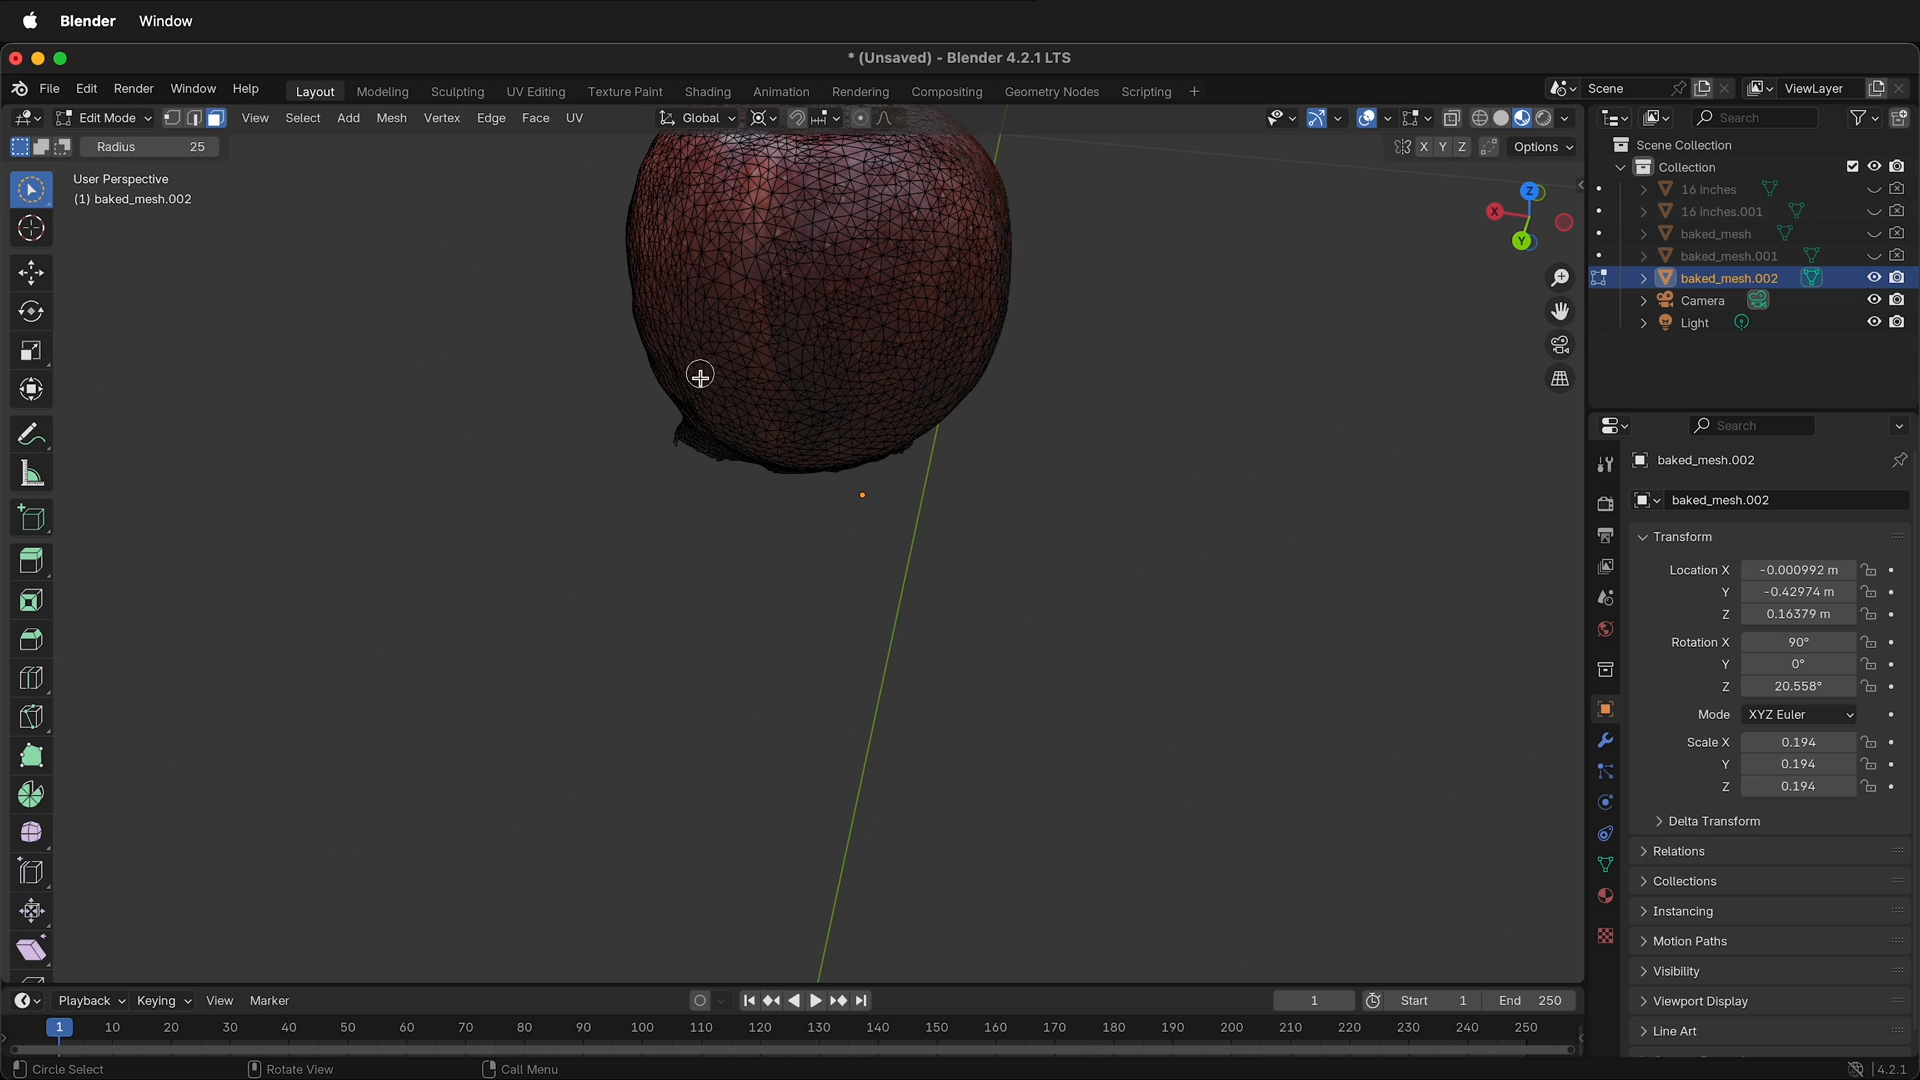 Blender Window
* (Unsaved) - Blender 4.2.1 LTS
File Edit Render Window Help Layout Modeling Sculpting UV Editing Texture Paint Shading Animation Rendering Compositing Geometry Nodes Scripting + Scene ViewLayer
Edit Mode View Select Add Mesh Vertex Edge Face UV Global Search
Radius 25 X Y Z Options
User Perspective
(1) baked_mesh.002
Z
X
Y
Scene Collection
Collection
16 inches
16 inches.001
baked_mesh
baked_mesh.001
baked_mesh.002
Camera
Light
Search
baked_mesh.002
baked_mesh.002
Transform
Location X -0.000992 m
Y -0.42974 m
Z 0.16379 m
Rotation X 90°
Y 0°
Z 20.558°
Mode XYZ Euler
Scale X 0.194
Y 0.194
Z 0.194
Delta Transform
Relations
Collections
Instancing
Motion Paths
Visibility
Viewport Display
Line Art
Playback Keying View Marker 1 Start 1 End 250
1 10 20 30 40 50 60 70 80 90 100 110 120 130 140 150 160 170 180 190 200 210 220 230 240 250
Circle Select Rotate View Call Menu 4.2.1